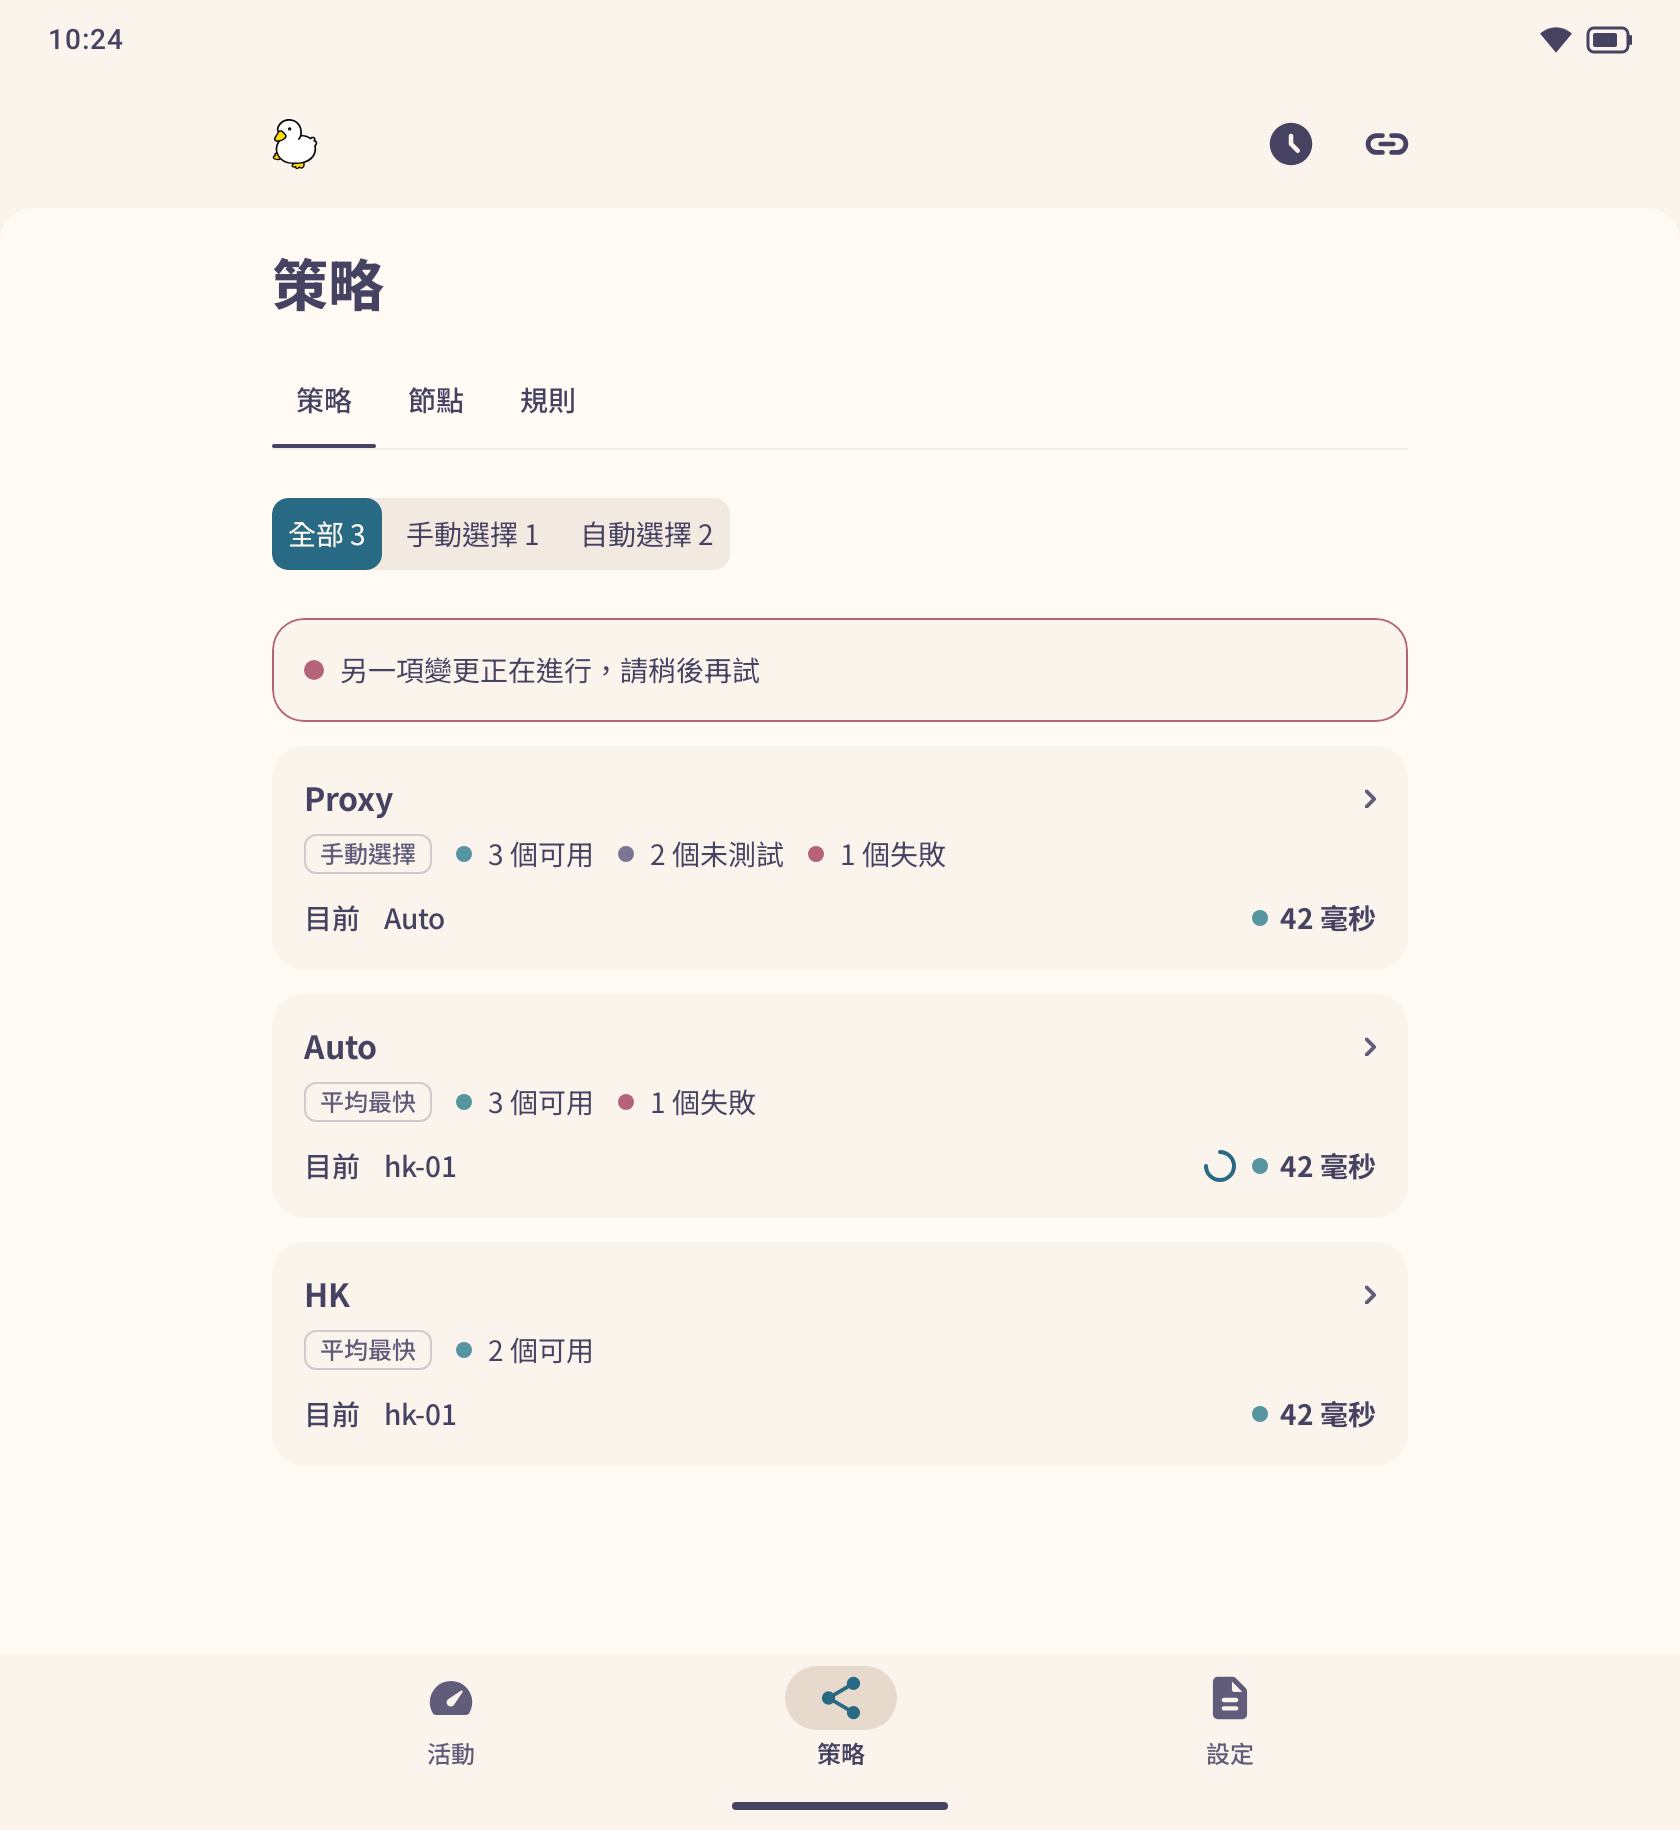 10:24
策略
策略 節點 規則
全部 3 手動選擇 1 自動選擇 2
另一項變更正在進行，請稍後再試
Proxy
手動選擇 3 個可用 2 個未測試 1 個失敗
目前 Auto 42 毫秒
Auto
平均最快 3 個可用 1 個失敗
目前 hk-01 42 毫秒
HK
平均最快 2 個可用
目前 hk-01 42 毫秒
活動 策略 設定